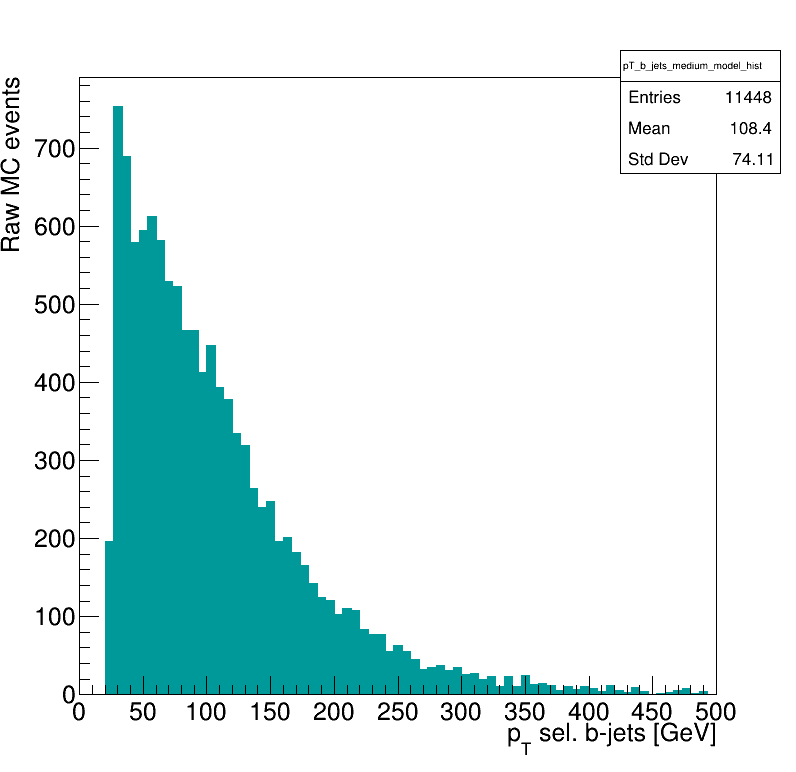 pT_b_jets_medium_model_hist
Entries 11448
Mean 108.4
Std Dev 74.11
Raw MC events
700
600
500
400
300
200
100
0
0 50 100 150 200 250 300 350 400 450 500
p_T sel. b-jets [GeV]